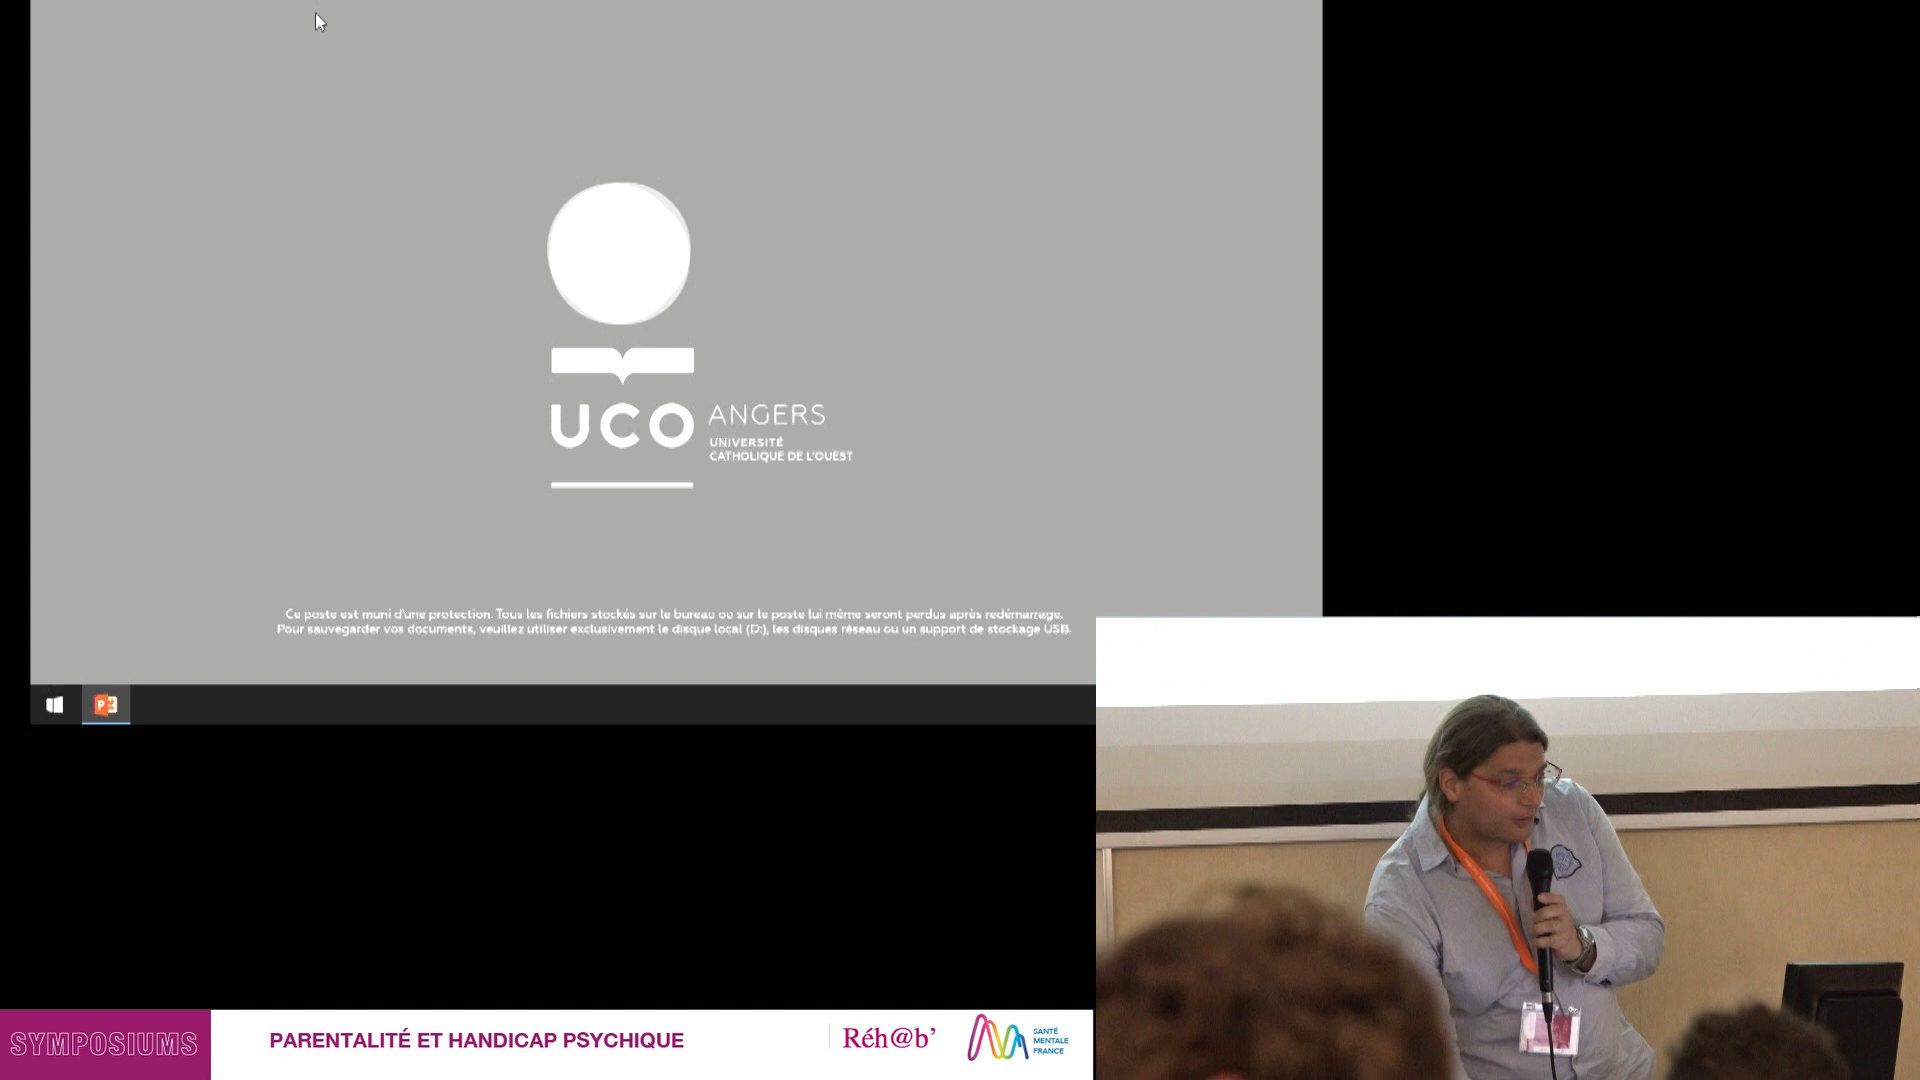 UCO
ANGERS
UNIVERSITÉ
CATHOLIQUE DE L'OUEST
Ce poste est muni d'une protection. Tous les fichiers stockés sur le bureau ou sur le poste lui même seront perdus après redémarrage.
Pour sauvegarder vos documents, veuillez utiliser exclusivement le disque local (D:), les disques réseau ou un support de stockage USB.
SYMPOSIUMS
PARENTALITÉ ET HANDICAP PSYCHIQUE
Réh@b'
SANTÉ
MENTALE
FRANCE